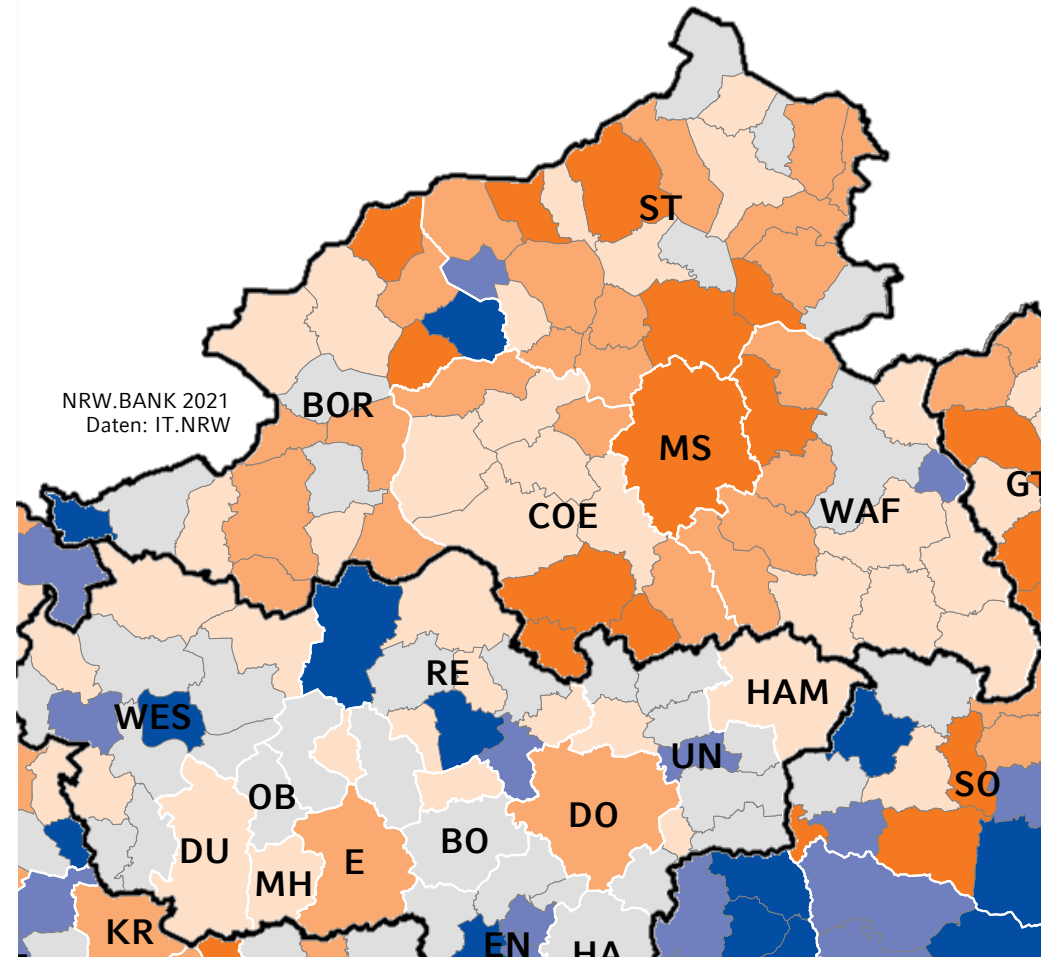 ST
NRW.BANK 2021
Daten: IT.NRW
BOR
MS
GT
COE
WAF
RE
HAM
WES
UN
OB
SO
DO
BO
DU
E
MH
KR
EN
HA